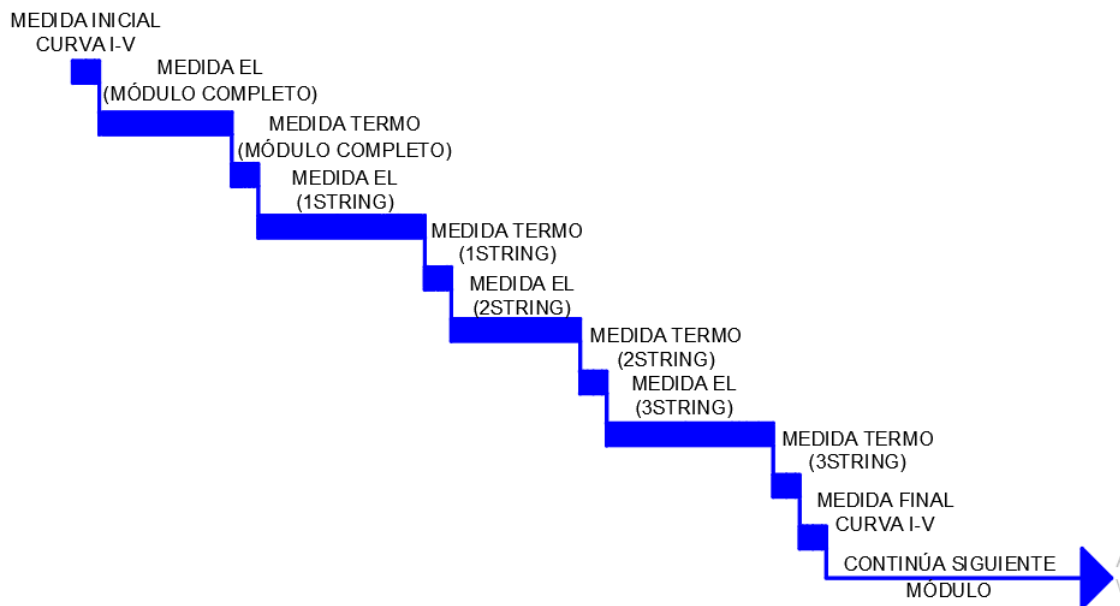 MEDIDA INICIAL
CURVA I-V
MEDIDA EL
(MÓDULO COMPLETO)
MEDIDA TERMO
(MÓDULO COMPLETO)
MEDIDA EL
(1STRING)
MEDIDA TERMO
(1STRING)
MEDIDA EL
(2STRING)
MEDIDA TERMO
(2STRING)
MEDIDA EL
(3STRING)
MEDIDA TERMO
(3STRING)
MEDIDA FINAL
CURVA I-V
CONTINÚA SIGUIENTE
MÓDULO